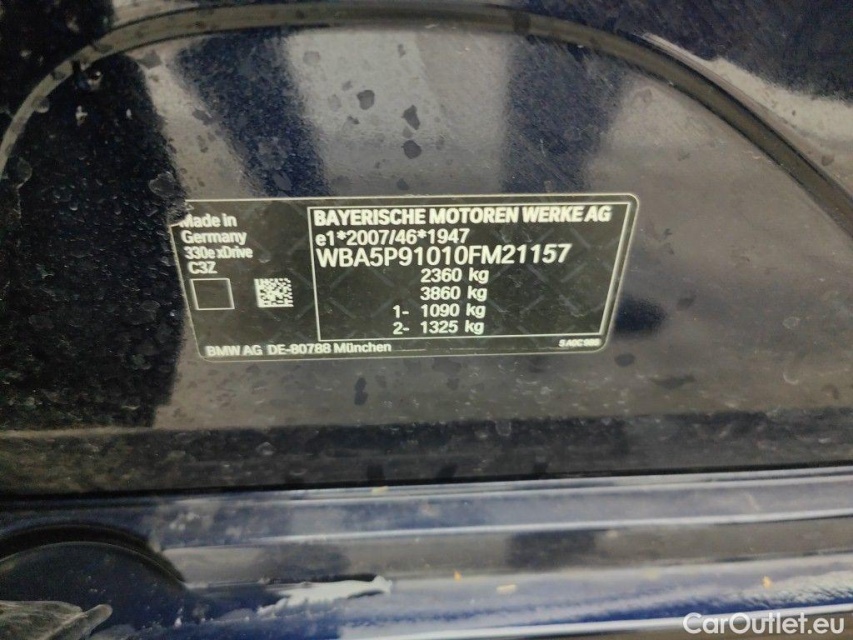 Made in
Germany
330e xDrive
C3Z
BAYERISCHE MOTOREN WERKE AG
e1*2007/46*1947
WBA5P91010FM21157
2360 kg
3860 kg
1- 1090 kg
2- 1325 kg
BMW AG DE-80788 München
5A0C988
CarOutlet.eu